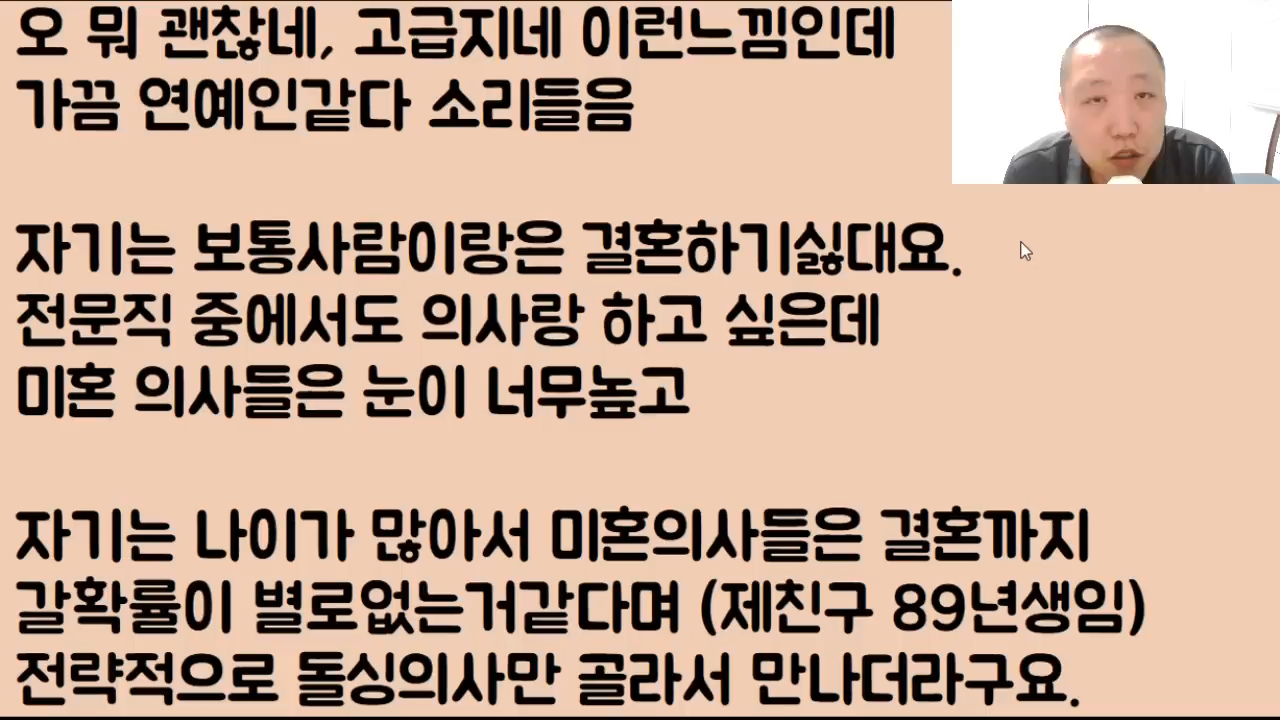 오 뭐 괜찮네, 고급지네 이런느낌인데
가끔 연예인같다 소리들음
자기는 보통사람이랑은 결혼하기싫대요.
전문직 중에서도 의사랑 하고 싶은데
미혼 의사들은 눈이 너무높고
자기는 나이가 많아서 미혼의사들은 결혼까지
갈확률이 별로없는거같다며 (제친구 89년생임)
전략적으로 돌싱의사만 골라서 만나더라구요.